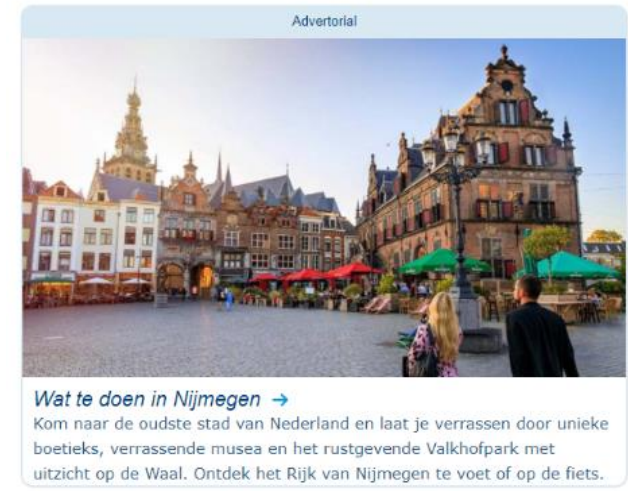 Advertorial
Wat te doen in Nijmegen →
Kom naar de oudste stad van Nederland en laat je verrassen door unieke
boetieks, verrassende musea en het rustgevende Valkhofpark met
uitzicht op de Waal. Ontdek het Rijk van Nijmegen te voet of op de fiets.